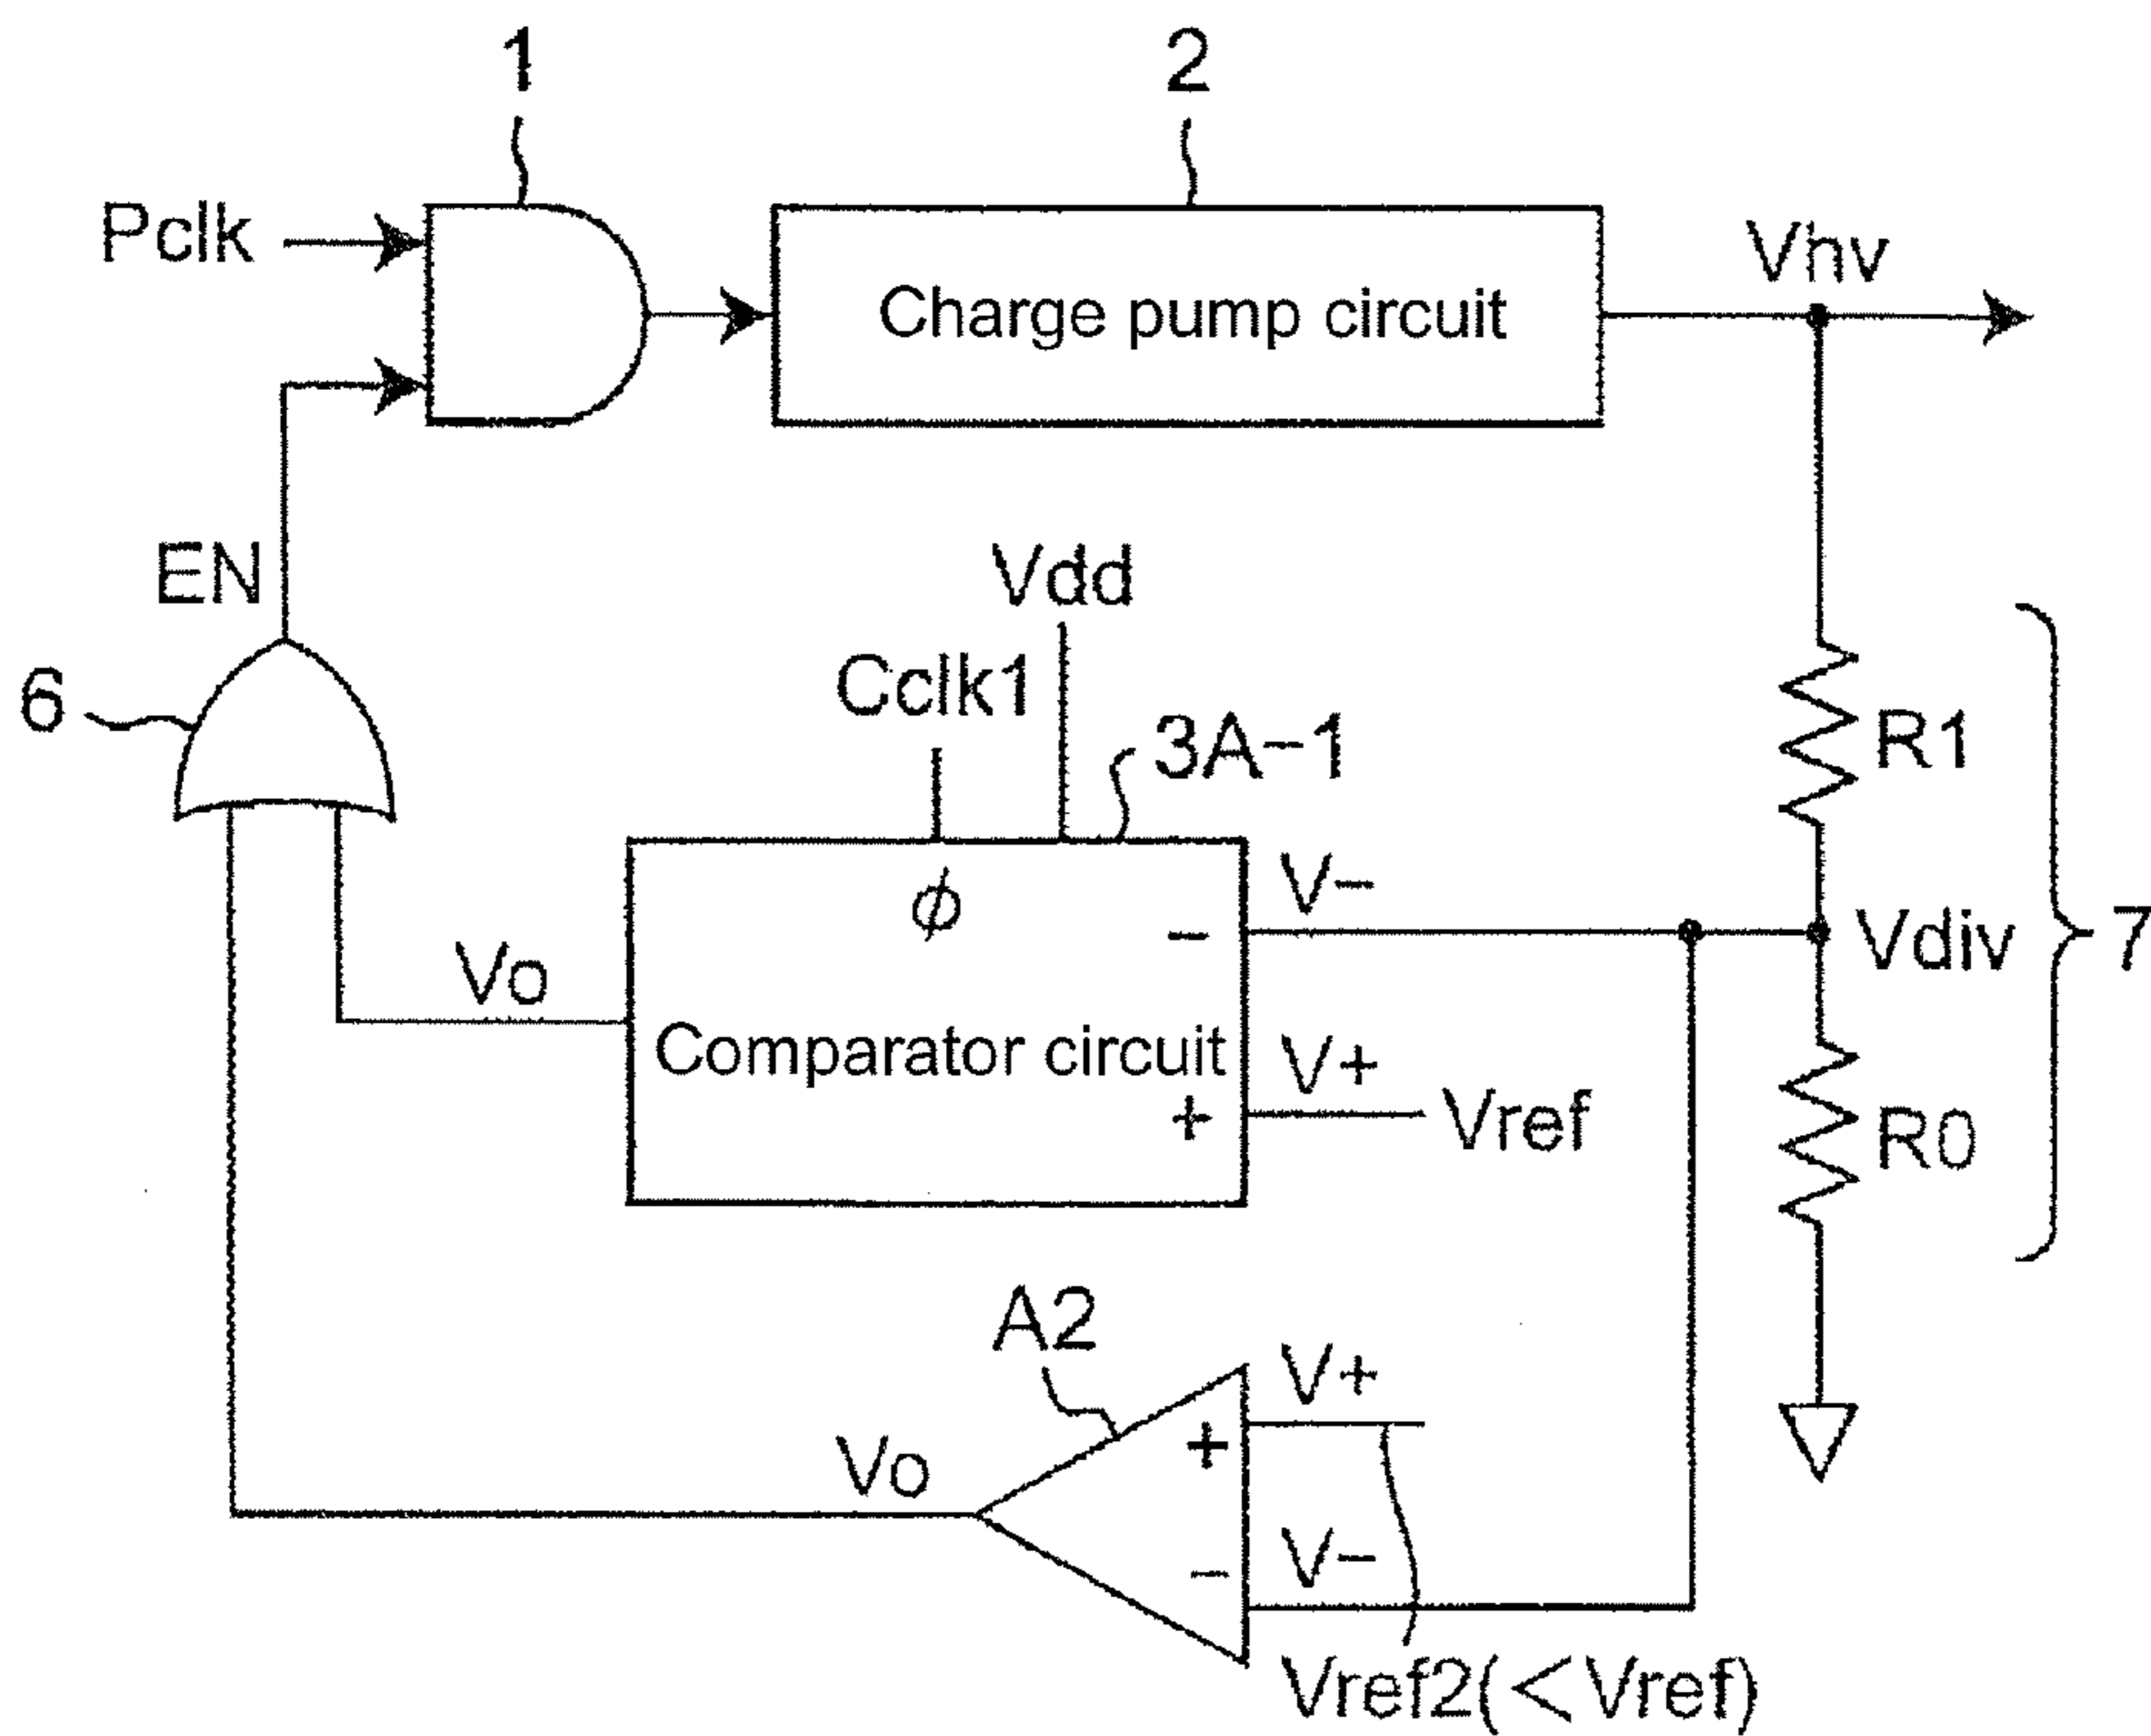 1
2
Pclk
Charge pump circuit
Vhv
EN
Vdd
6
Cclk1
3A-1
R1
ϕ
V-
-
Vdiv
7
Vo
Comparator circuit
V+
+
Vref
R0
A2
V+
+
Vo
V-
-
Vref2(<Vref)